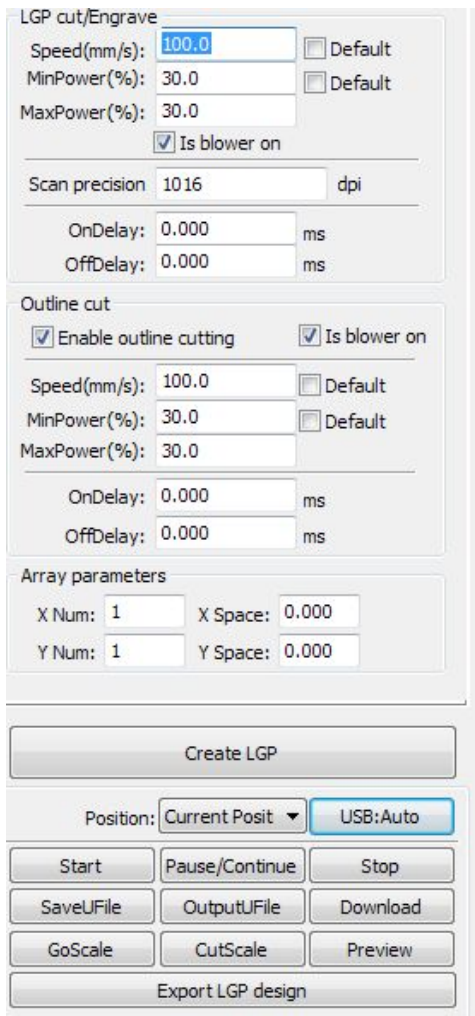 LGP cut/Engrave
Speed(mm/s): 100.0 Default
MinPower(%): 30.0 Default
MaxPower(%): 30.0
Is blower on
Scan precision 1016 dpi
OnDelay: 0.000 ms
OffDelay: 0.000 ms
Outline cut
Enable outline cutting Is blower on
Speed(mm/s): 100.0 Default
MinPower(%): 30.0 Default
MaxPower(%): 30.0
OnDelay: 0.000 ms
OffDelay: 0.000 ms
Array parameters
X Num: 1 X Space: 0.000
Y Num: 1 Y Space: 0.000
Create LGP
Position: Current Posit USB:Auto
Start Pause/Continue Stop
SaveUFile OutputUFile Download
GoScale CutScale Preview
Export LGP design